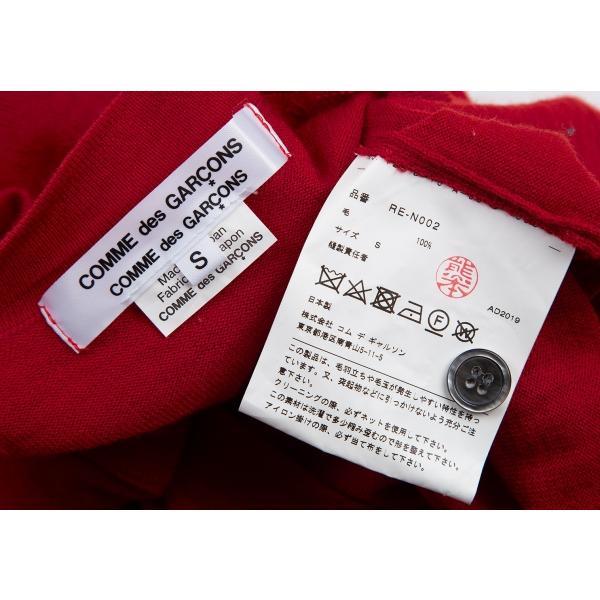 COMME des GARÇONS
COMME des GARÇONS
S
Made
pan
Fabriq
apon
COMME des GARÇONS
品番 RE-N002
毛 100%
サイズ S
縫製責任者
熊本
AD2019
日本製
株式会社 コム デ ギャルソン
東京都港区南青山5-11-5
この製品は、毛羽立ちや毛玉が発生しやすい特性を持っ
ています。又、突起物などに引っかけないよう充分ご注
意下さい。
クリーニングの際、必ずネットを使用して下さい。
この素材は洗濯で多少縮み歪むので形を整えて下さい。
アイロン掛けの際、必ず当て布をして下さい。